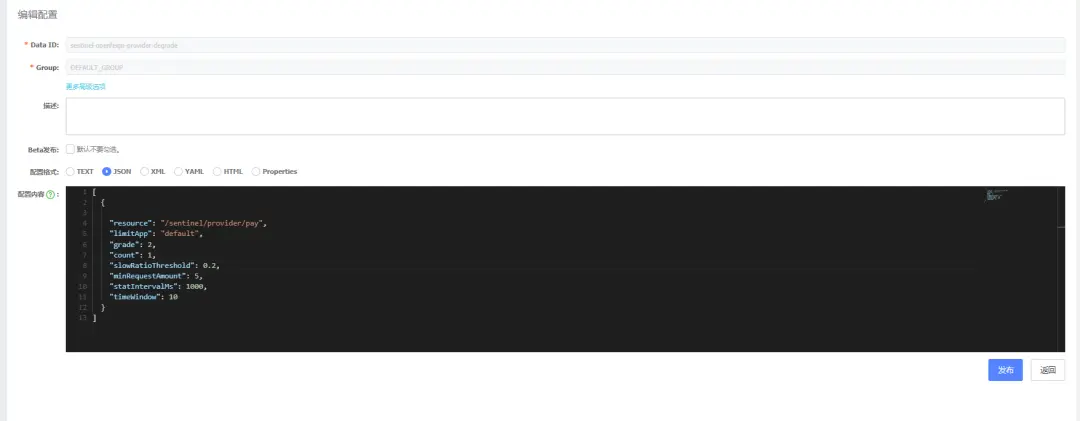 编辑配置
* Data ID: sentinel-openfeign-provider-degrade
* Group: DEFAULT_GROUP
更多高级选项
描述:
Beta发布: 默认不要勾选。
配置格式: TEXT JSON XML YAML HTML Properties
配置内容 ? :
1 [
2 {
3
4 "resource": "/sentinel/provider/pay",
5 "limitApp": "default",
6 "grade": 2,
7 "count": 1,
8 "slowRatioThreshold": 0.2,
9 "minRequestAmount": 5,
10 "statIntervalMs": 1000,
11 "timeWindow": 10
12 }
13 ]
发布 返回